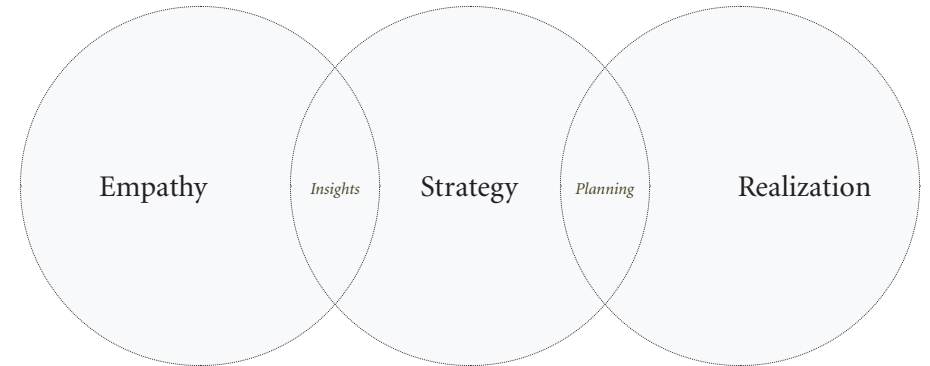 Empathy
Insights
Strategy
Planning
Realization